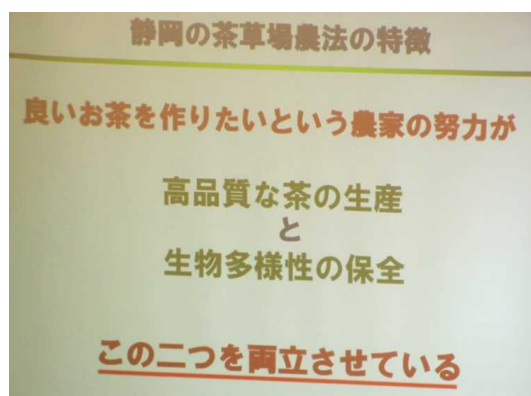 静岡の茶草場農法の特徴
良いお茶を作りたいという農家の努力が
高品質な茶の生産
と
生物多様性の保全
この二つを両立させている